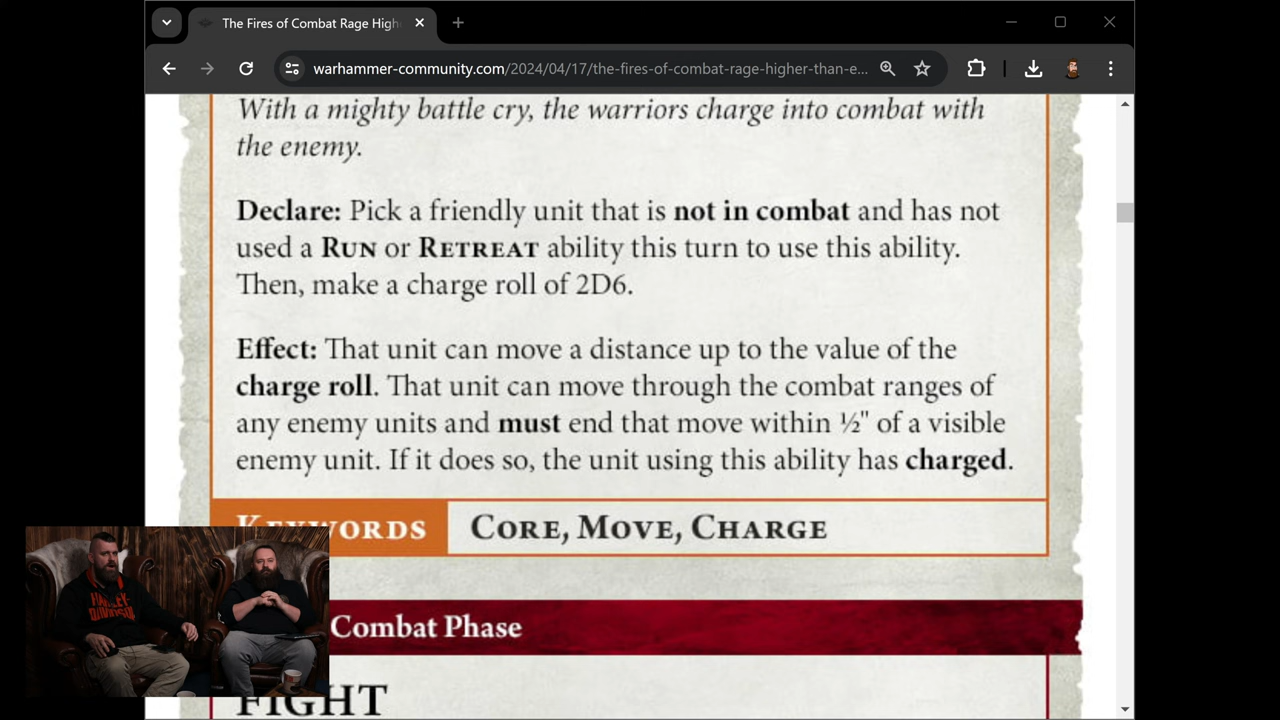 The Fires of Combat Rage High
warhammer-community.com/2024/04/17/the-fires-of-combat-rage-higher-than-e...
With a mighty battle cry, the warriors charge into combat with
the enemy.
Declare: Pick a friendly unit that is not in combat and has not
used a RUN or RETREAT ability this turn to use this ability.
Then, make a charge roll of 2D6.
Effect: That unit can move a distance up to the value of the
charge roll. That unit can move through the combat ranges of
any enemy units and must end that move within ½" of a visible
enemy unit. If it does so, the unit using this ability has charged.
KEYWORDS CORE, MOVE, CHARGE
Combat Phase
FIGHT
HARLEY-
DAVIDSON